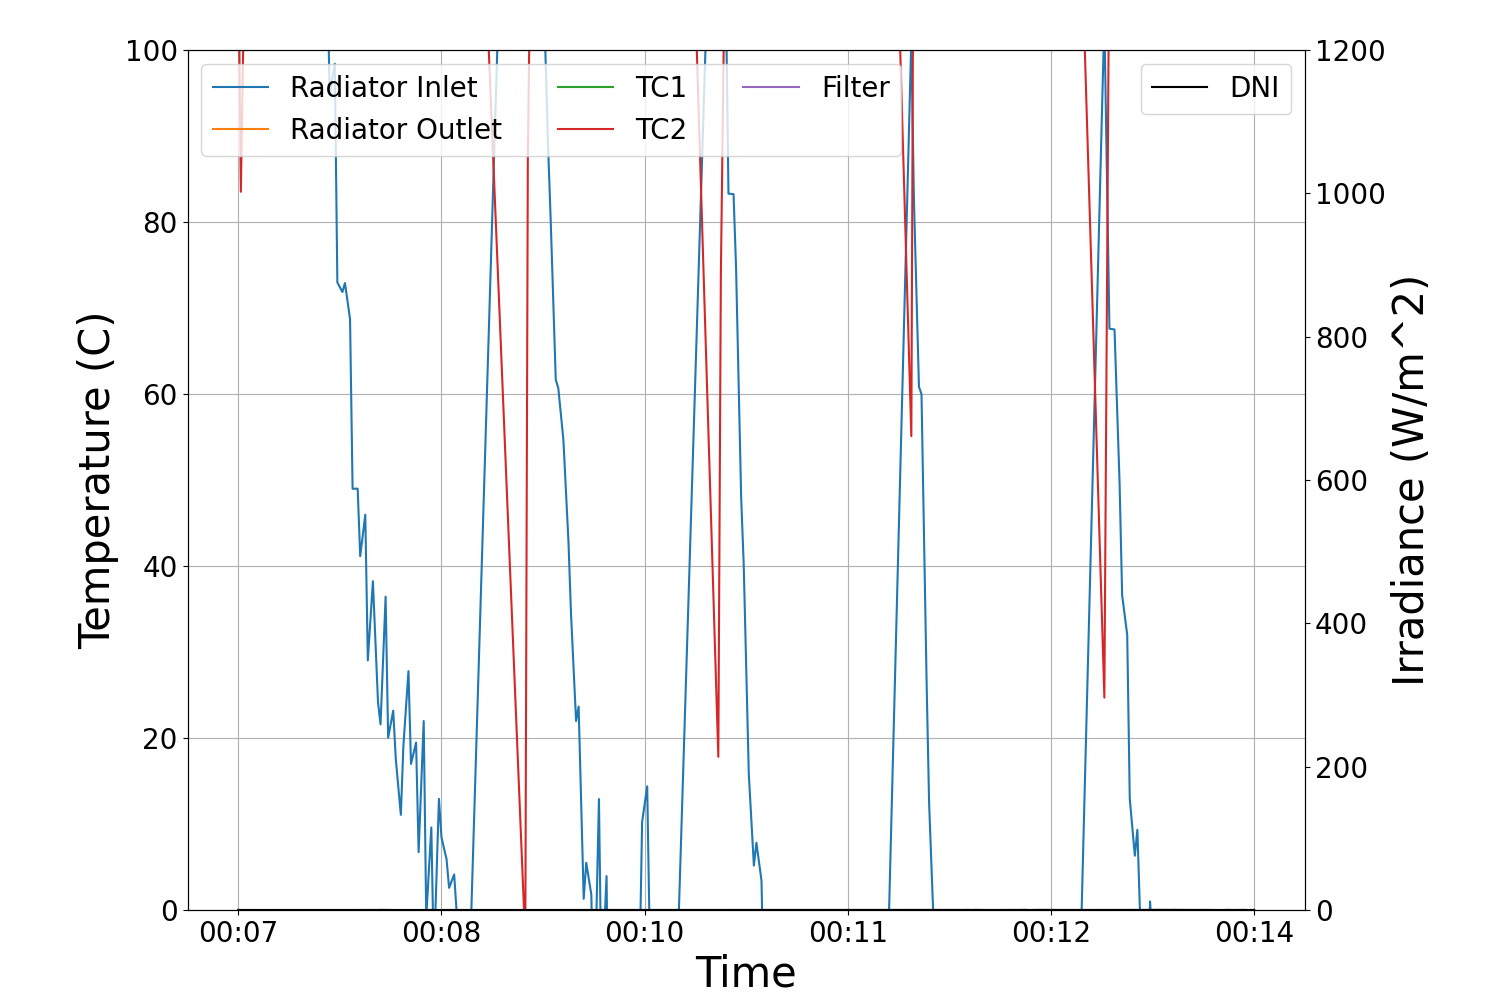 Radiator Inlet
Radiator Outlet
TC1
TC2
Filter
DNI
Temperature (C)
100
80
60
40
20
0
1200
1000
800
600
400
200
0
Irradiance (W/m^2)
00:07 00:08 00:10 00:11 00:12 00:14
Time